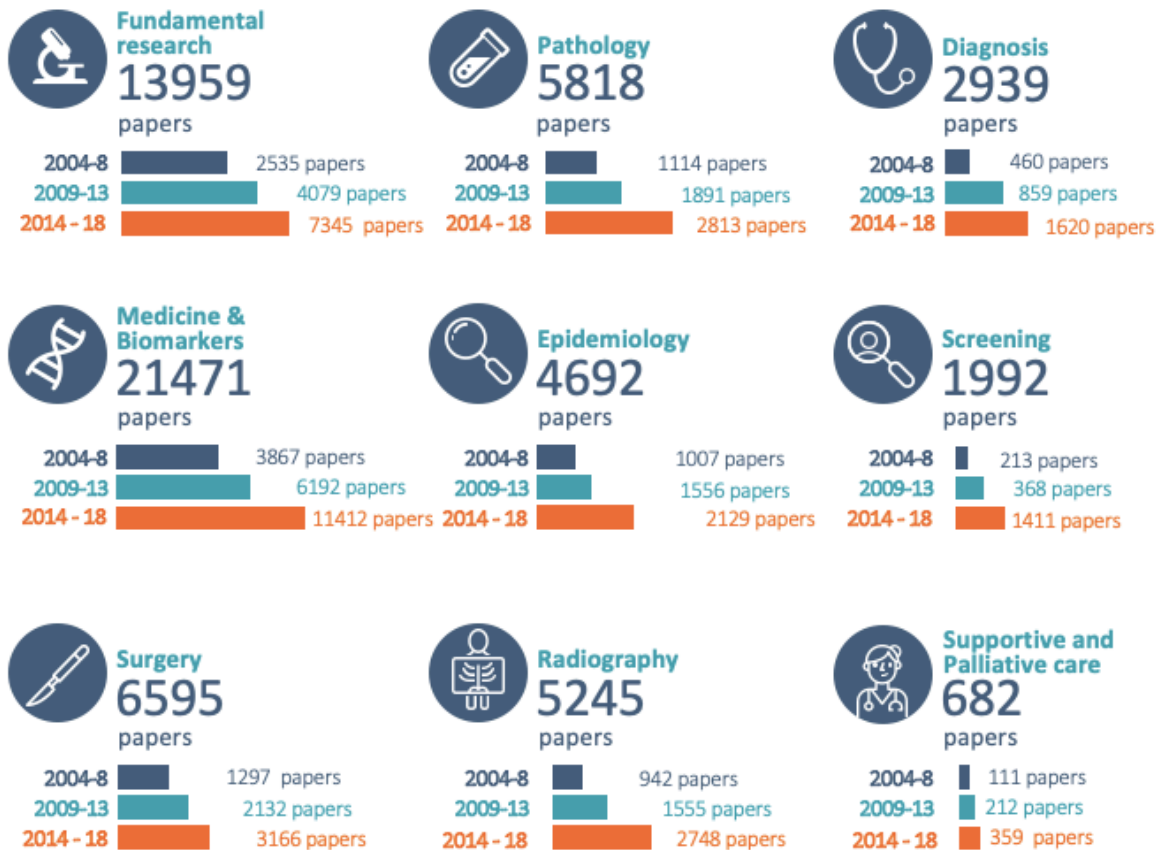 Fundamental
research
13959
papers
2004-8 2535 papers
2009-13 4079 papers
2014 - 18 7345 papers
Pathology
5818
papers
2004-8 1114 papers
2009-13 1891 papers
2014 - 18 2813 papers
Diagnosis
2939
papers
2004-8 460 papers
2009-13 859 papers
2014 - 18 1620 papers
Medicine &
Biomarkers
21471
papers
2004-8 3867 papers
2009-13 6192 papers
2014 - 18 11412 papers
Epidemiology
4692
papers
2004-8 1007 papers
2009-13 1556 papers
2014 - 18 2129 papers
Screening
1992
papers
2004-8 213 papers
2009-13 368 papers
2014 - 18 1411 papers
Surgery
6595
papers
2004-8 1297 papers
2009-13 2132 papers
2014 - 18 3166 papers
Radiography
5245
papers
2004-8 942 papers
2009-13 1555 papers
2014 - 18 2748 papers
Supportive and
Palliative care
682
papers
2004-8 111 papers
2009-13 212 papers
2014 - 18 359 papers